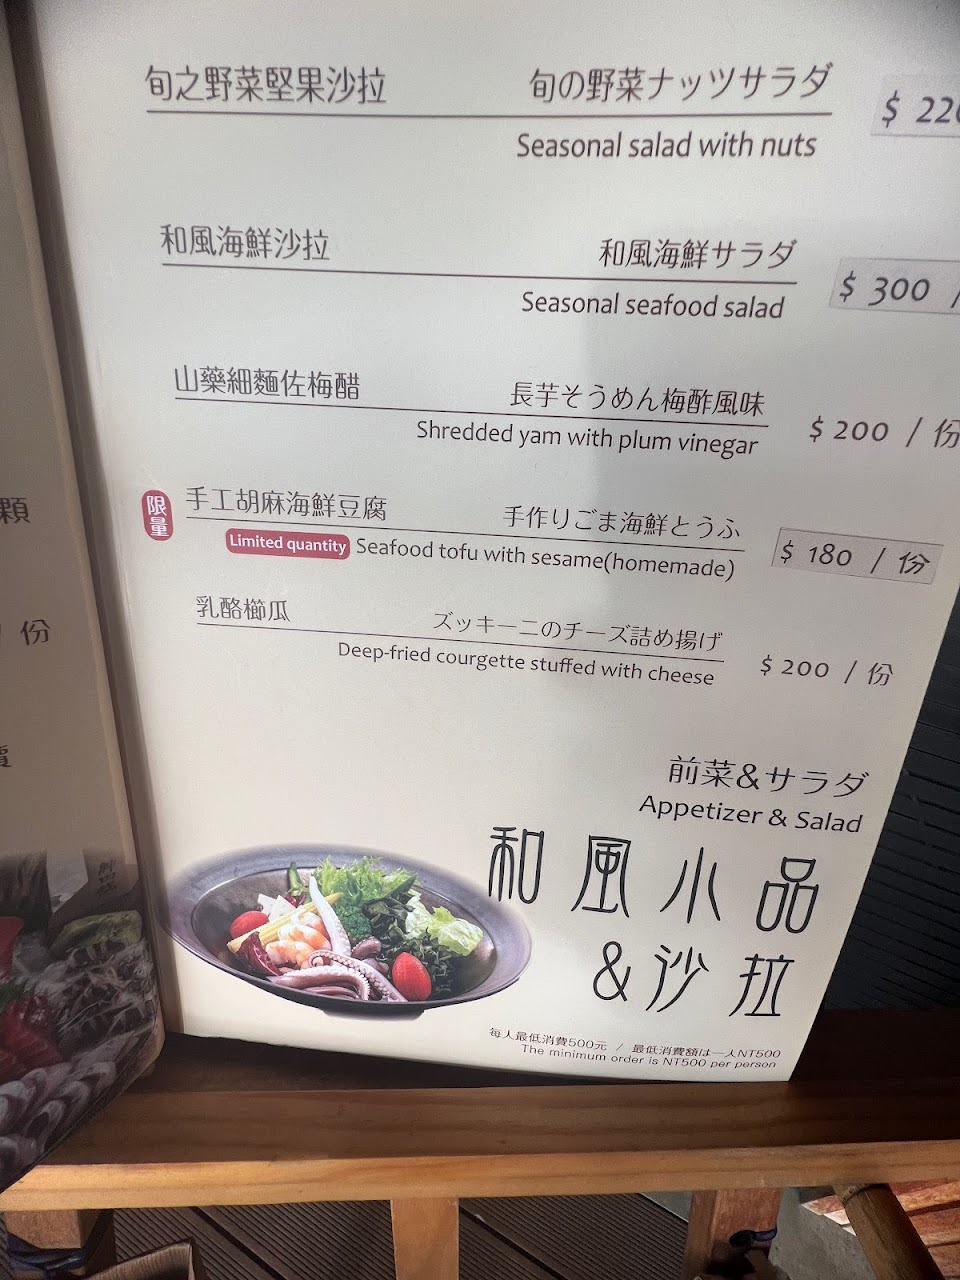 旬之野菜堅果沙拉 旬の野菜ナッツサラダ $ 220
Seasonal salad with nuts
和風海鮮沙拉 和風海鮮サラダ $ 300 /
Seasonal seafood salad
山藥細麵佐梅醋 長芋そうめん梅酢風味 $ 200 / 份
Shredded yam with plum vinegar
限量 手工胡麻海鮮豆腐 手作りごま海鮮とうふ $ 180 / 份
Limited quantity Seafood tofu with sesame(homemade)
乳酪櫛瓜 ズッキーニのチーズ詰め揚げ $ 200 / 份
Deep-fried courgette stuffed with cheese
前菜&サラダ
Appetizer & Salad
和風小品
&沙拉
每人最低消費500元 / 最低消費額は一人NT500
The minimum order is NT500 per person
顆
/ 份